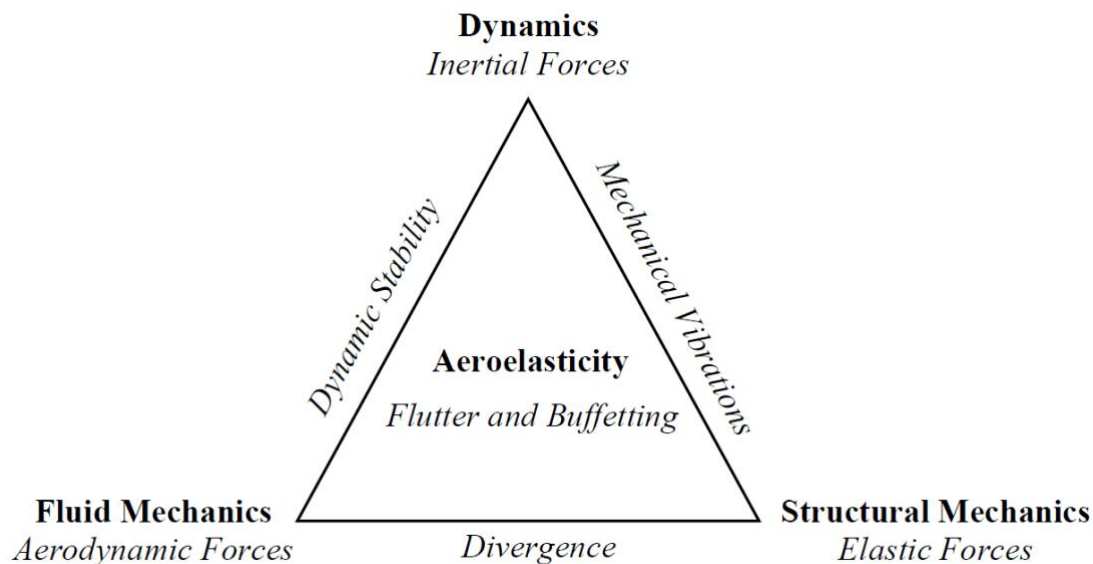 Dynamics
Inertial Forces
Dynamic Stability
Mechanical Vibrations
Aeroelasticity
Flutter and Buffetting
Fluid Mechanics
Aerodynamic Forces
Divergence
Structural Mechanics
Elastic Forces